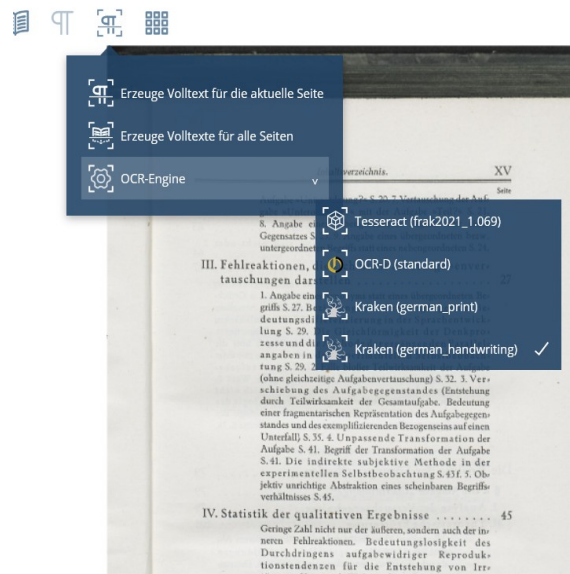 Erzeuge Volltext für die aktuelle Seite
Erzeuge Volltexte für alle Seiten
OCR-Engine v
Tesseract (frak2021_1.069)
OCR-D (standard)
Kraken (german_print)
Kraken (german_handwriting)
verzeichnis. XV
Seite
8. Angabe
Gegensatzes S.
untergeordnet
III. Fehlreaktionen,
tauschungen 27
1. Angabe
griffs S. 27.
deutungsdi
lung S. 29.
zesse und di
angaben in
tung S. 29.
(ohne gleichzeitige Aufgabenvertauschung) S. 32. 3. Ver-
schiebung des Aufgabegegenstandes (Entstehung
durch Teilwirksamkeit der Gesamtaufgabe. Bedeutung
einer fragmentarischen Repräsentation des Aufgabegegen-
standes und des exemplifizierenden Bezogenseins auf einen
Unterfall) S. 35. 4. Unpassende Transformation der
Aufgabe S. 41. Begriff der Transformation der Aufgabe
S. 41. Die indirekte subjektive Methode in der
experimentellen Selbstbeobachtung S. 43 f. 5. Ob-
jektiv unrichtige Abstraktion eines scheinbaren Begriffs-
verhältnisses S. 45.
IV. Statistik der qualitativen Ergebnisse ........ 45
Geringe Zahl nicht nur der äußeren, sondern auch der in-
neren Fehlreaktionen. Bedeutungslosigkeit des
Durchdringens aufgabewidriger Reproduk-
tionstendenzen für die Entstehung von Irr-